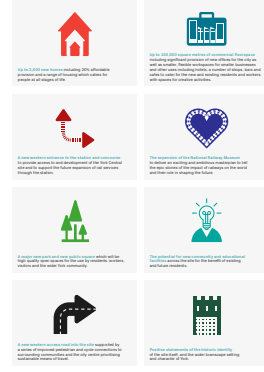 Up to 2,500 new homes including 20% affordable
provision and a range of housing which caters for
people at all stages of life.
Up to 100,000 square metres of commercial floorspace
including significant provision of new offices for the city as
well as smaller, flexible workspaces for smaller businesses
and other uses including hotels, a number of shops, bars and
cafes to cater for the new and existing residents and workers,
with spaces for creative activities.
A new western entrance to the station and concourse
to provide access to and development of the York Central
site and to support the future expansion of rail services
through the station.
The expansion of the National Railway Museum
to deliver an exciting and ambitious masterplan to tell
the epic stories of the impact of railways on the world
and their role in shaping the future.
A major new park and new public square which will be
high quality open spaces for the use by residents, workers,
visitors and the wider York community.
The potential for new community and educational
facilities across the site for the benefit of existing
and future residents.
A new western access road into the site supported by
a series of improved pedestrian and cycle connections to
surrounding communities and the city centre prioritising
sustainable means of travel.
Positive statements of the historic identity
of the site itself, and the wider landscape setting
and character of York.